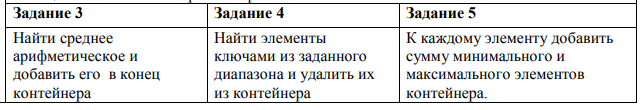 Задание 3
Найти среднее
арифметическое и
добавить его в конец
контейнера
Задание 4
Найти элементы
ключами из заданного
диапазона и удалить их
из контейнера
Задание 5
К каждому элементу добавить
сумму минимального и
максимального элементов
контейнера.